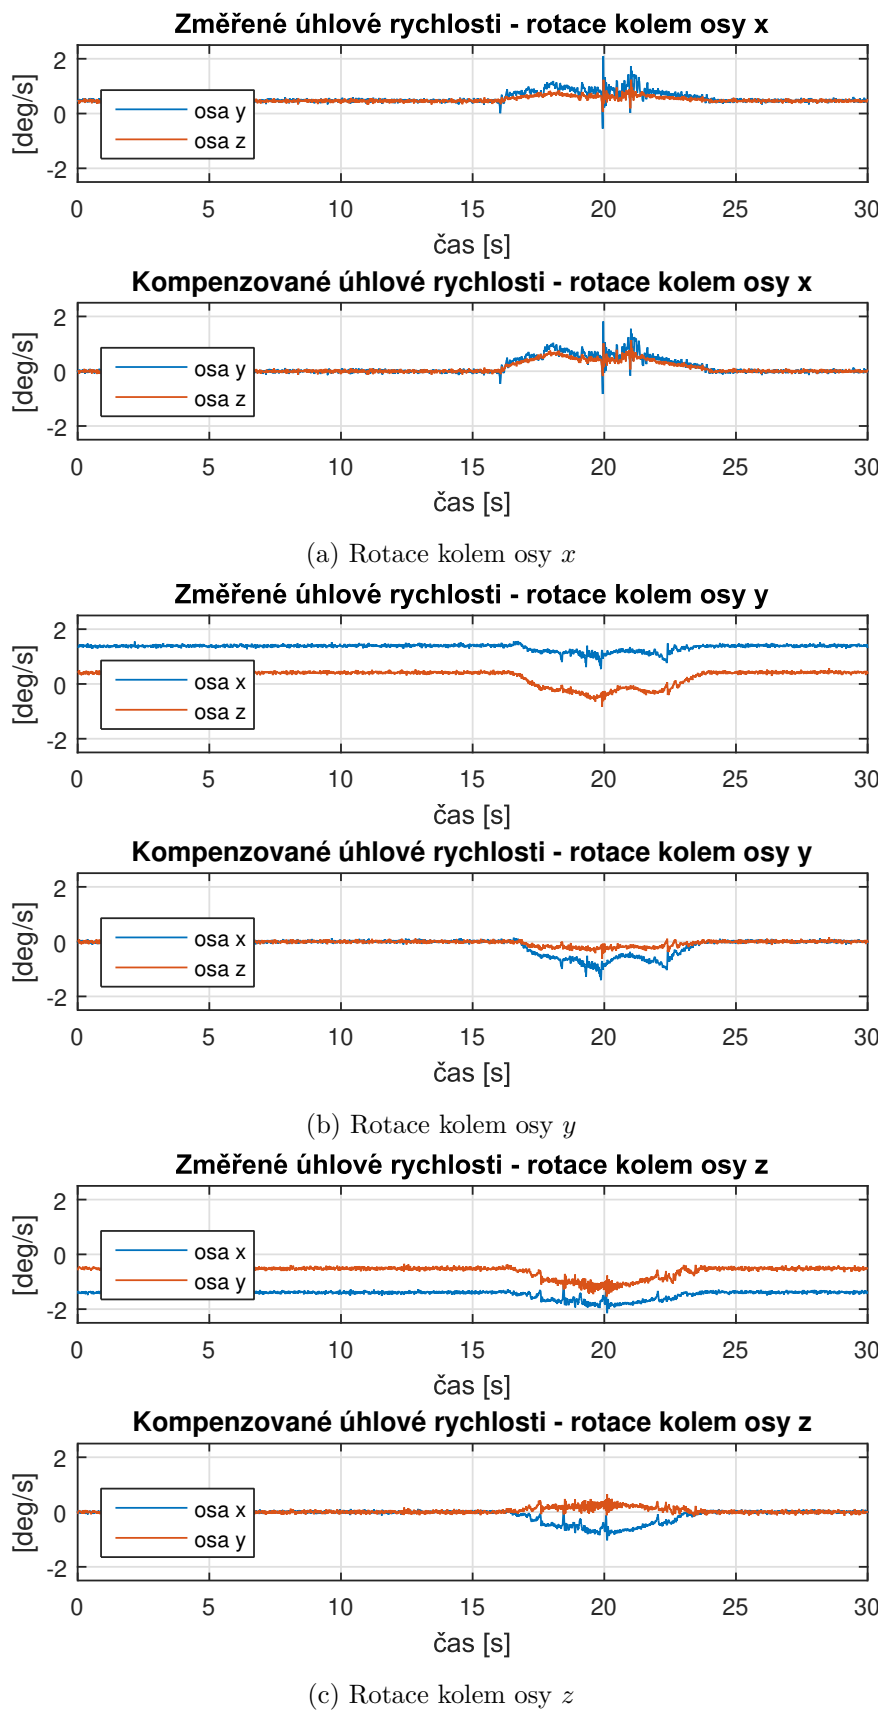 Změřené úhlové rychlosti - rotace kolem osy x
[deg/s]
2
0
-2
osa y
osa z
0 5 10 15 20 25 30
čas [s]
Kompenzované úhlové rychlosti - rotace kolem osy x
[deg/s]
2
0
-2
osa y
osa z
0 5 10 15 20 25 30
čas [s]
(a) Rotace kolem osy x
Změřené úhlové rychlosti - rotace kolem osy y
[deg/s]
2
0
-2
osa x
osa z
0 5 10 15 20 25 30
čas [s]
Kompenzované úhlové rychlosti - rotace kolem osy y
[deg/s]
2
0
-2
osa x
osa z
0 5 10 15 20 25 30
čas [s]
(b) Rotace kolem osy y
Změřené úhlové rychlosti - rotace kolem osy z
[deg/s]
2
0
-2
osa x
osa y
0 5 10 15 20 25 30
čas [s]
Kompenzované úhlové rychlosti - rotace kolem osy z
[deg/s]
2
0
-2
osa x
osa y
0 5 10 15 20 25 30
čas [s]
(c) Rotace kolem osy z